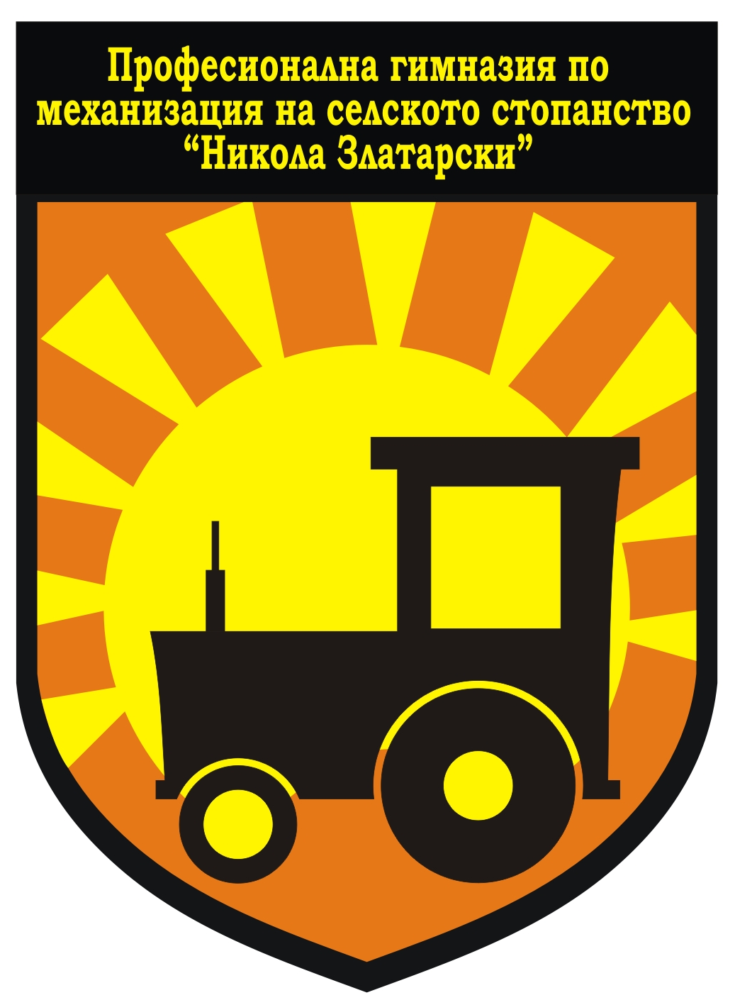 Професионална гимназия по
механизация на селското стопанство
“Никола Златарски”